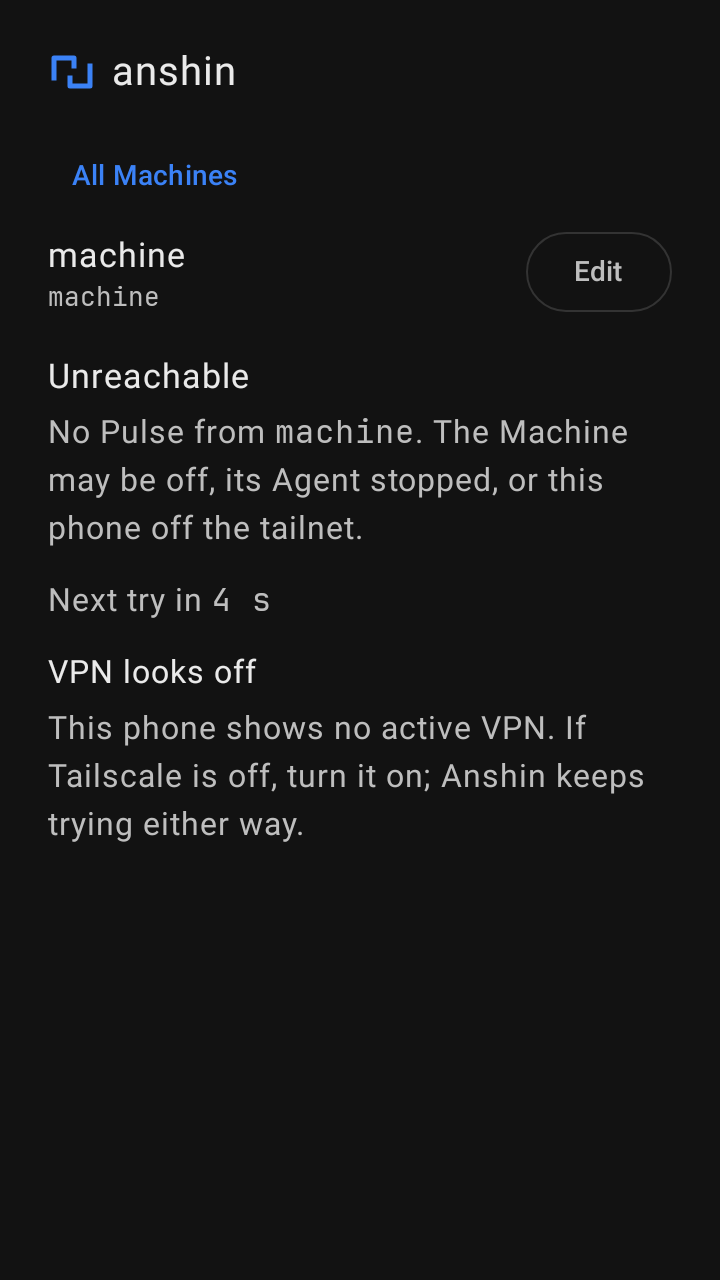 anshin
All Machines
machine
machine
Edit
Unreachable
No Pulse from machine. The Machine
may be off, its Agent stopped, or this
phone off the tailnet.
Next try in 4 s
VPN looks off
This phone shows no active VPN. If
Tailscale is off, turn it on; Anshin keeps
trying either way.